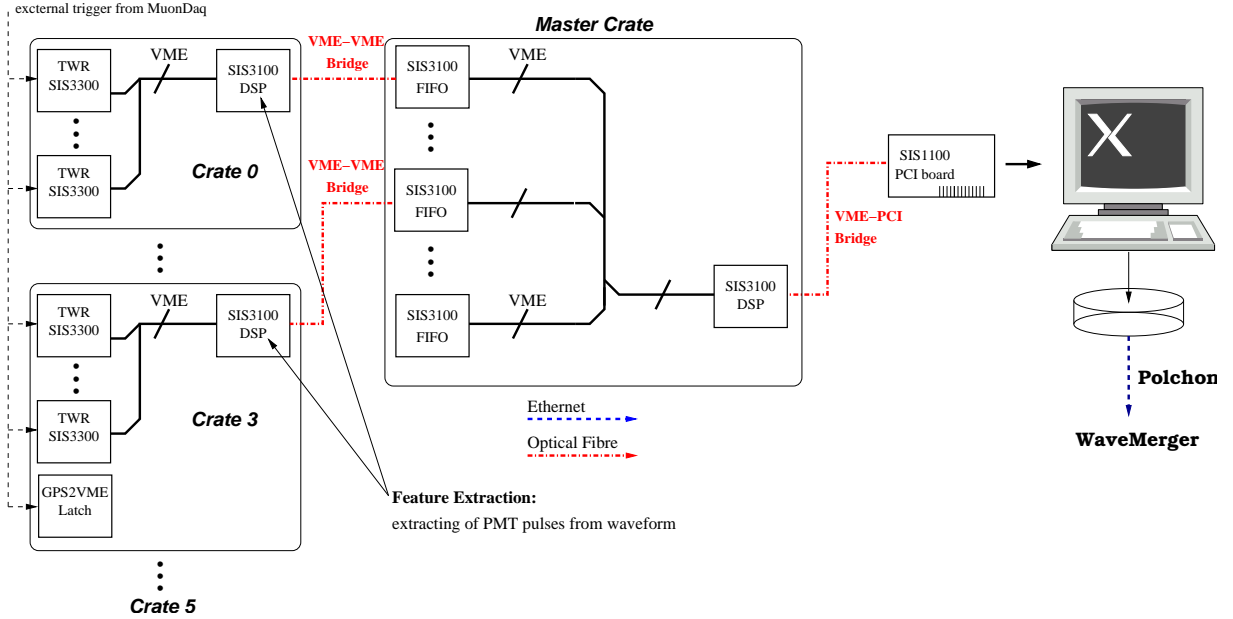 excternal trigger from MuonDaq
TWR
SIS3300
TWR
SIS3300
VME
SIS3100
DSP
Crate 0
VME−VME
Bridge
VME−VME
Bridge
Master Crate
SIS3100
FIFO
VME
SIS3100
FIFO
SIS3100
FIFO
VME
SIS3100
DSP
VME−PCI
Bridge
SIS1100
PCI board
X
TWR
SIS3300
TWR
SIS3300
VME
SIS3100
DSP
Crate 3
GPS2VME
Latch
Crate 5
Ethernet
Optical Fibre
Feature Extraction:
extracting of PMT pulses from waveform
Polchon
WaveMerger